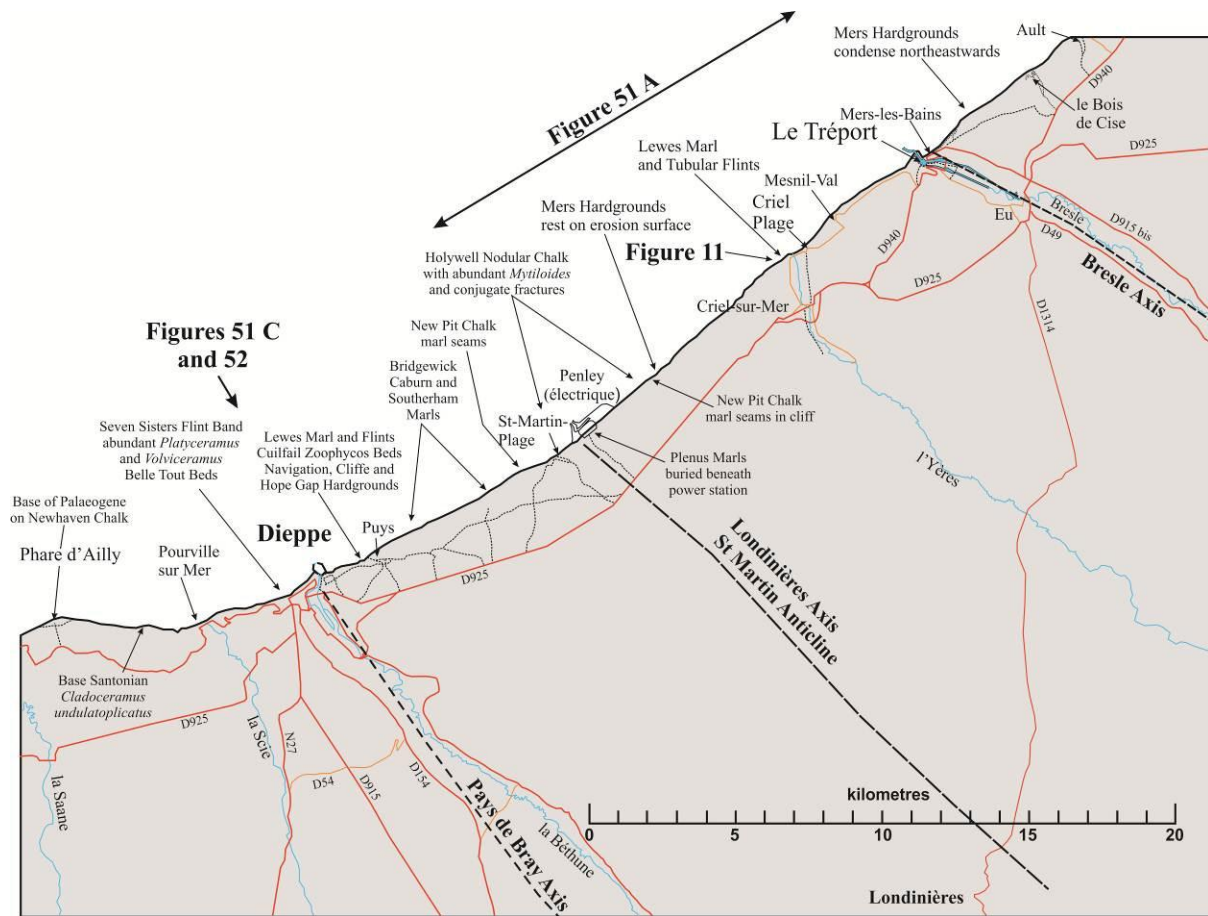 Figure 51 A
Mers Hardgrounds
condense northeastwards
Ault
D940
le Bois
de Cise
Mers-les-Bains
Le Tréport
D925
Lewes Marl
and Tubular Flints
Mesnil-Val
Criel
Plage
Mers Hardgrounds
rest on erosion surface
Figure 11
Eu
Bresle
D915 bis
D49
Bresle Axis
D940
D925
D1314
Criel-sur-Mer
Holywell Nodular Chalk
with abundant Mytiloides
and conjugate fractures
Figures 51 C
and 52
New Pit Chalk
marl seams
Bridgewick
Caburn and
Southerham
Marls
Penley
(électrique)
St-Martin-
Plage
New Pit Chalk
marl seams in cliff
Plenus Marls
buried beneath
power station
l'Yères
Seven Sisters Flint Band
abundant Platyceramus
and Volviceramus
Belle Tout Beds
Lewes Marl and Flints
Cuilfail Zoophycos Beds
Navigation, Cliffe and
Hope Gap Hardgrounds
Base of Palaeogene
on Newhaven Chalk
Phare d'Ailly
Pourville
sur Mer
Dieppe
Puys
D925
Londinières Axis
St Martin Anticline
Base Santonian
Cladoceramus
undulatoplicatus
D925
la Saane
la Scie
N27
D54
D915
D154
Pays de Bray Axis
la Béthune
kilometres
0 5 10 15 20
Londinières